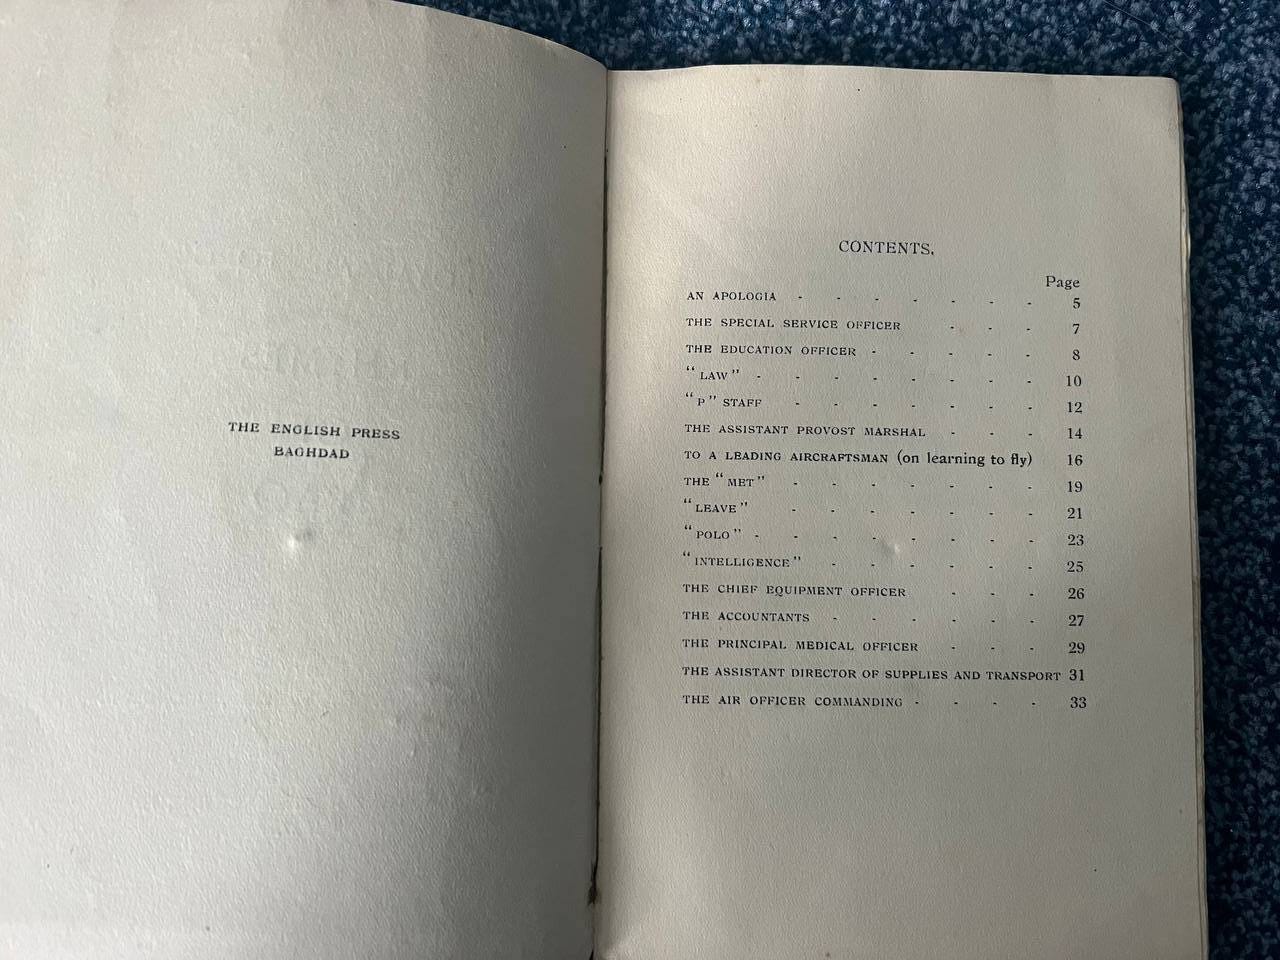 THE ENGLISH PRESS
BAGHDAD
CONTENTS.
Page
AN APOLOGIA - - - - - - - 5
THE SPECIAL SERVICE OFFICER - - - 7
THE EDUCATION OFFICER - - - - - 8
"LAW" - - - - - - - - 10
"P" STAFF - - - - - - - 12
THE ASSISTANT PROVOST MARSHAL - - - 14
TO A LEADING AIRCRAFTSMAN (on learning to fly) 16
THE "MET" - - - - - - - 19
"LEAVE" - - - - - - - 21
"POLO" - - - - - - - - 23
"INTELLIGENCE" - - - - - - 25
THE CHIEF EQUIPMENT OFFICER - - - 26
THE ACCOUNTANTS - - - - - - 27
THE PRINCIPAL MEDICAL OFFICER - - - 29
THE ASSISTANT DIRECTOR OF SUPPLIES AND TRANSPORT 31
THE AIR OFFICER COMMANDING - - - - 33